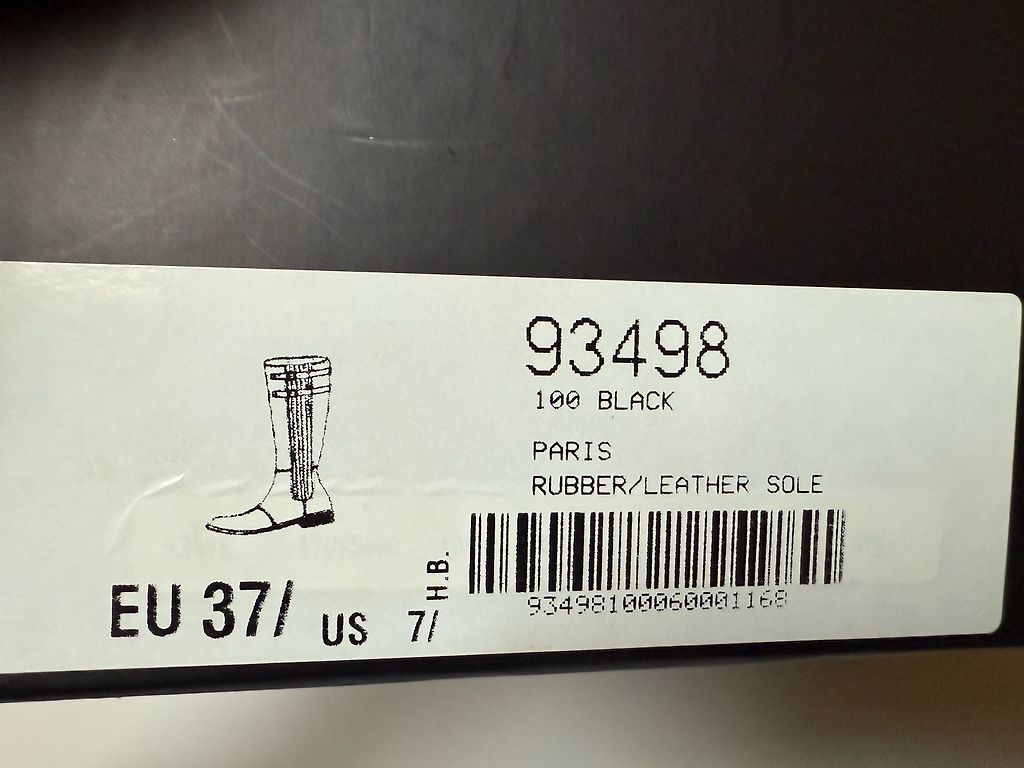 93498
100 BLACK
PARIS
RUBBER/LEATHER SOLE
93498100060001168
H.B.
EU 37/ US 7/